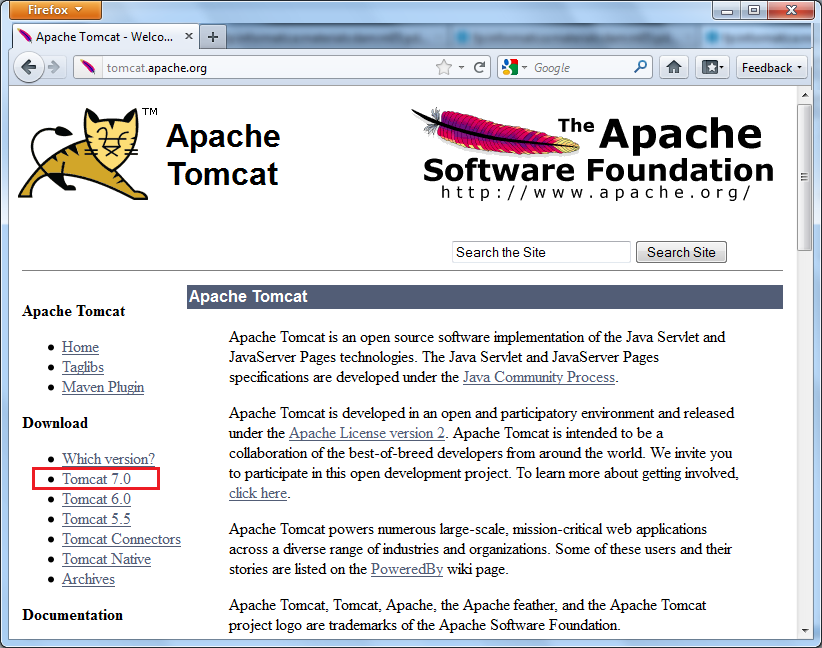 Firefox
Apache Tomcat - Welco...
tomcat.apache.org
Google
Feedback
TM
Apache
Tomcat
The Apache
Software Foundation
http://www.apache.org/
Search the Site
Search Site
Apache Tomcat
Home
Taglibs
Maven Plugin
Download
Which version?
Tomcat 7.0
Tomcat 6.0
Tomcat 5.5
Tomcat Connectors
Tomcat Native
Archives
Documentation
Apache Tomcat
Apache Tomcat is an open source software implementation of the Java Servlet and
JavaServer Pages technologies. The Java Servlet and JavaServer Pages
specifications are developed under the Java Community Process.
Apache Tomcat is developed in an open and participatory environment and released
under the Apache License version 2. Apache Tomcat is intended to be a
collaboration of the best-of-breed developers from around the world. We invite you
to participate in this open development project. To learn more about getting involved,
click here.
Apache Tomcat powers numerous large-scale, mission-critical web applications
across a diverse range of industries and organizations. Some of these users and their
stories are listed on the PoweredBy wiki page.
Apache Tomcat, Tomcat, Apache, the Apache feather, and the Apache Tomcat
project logo are trademarks of the Apache Software Foundation.